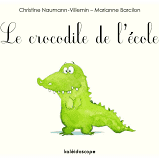 Christine Naumann-Villemin - Marianne Barcilon
Le crocodile de l'école
kaléidoscope